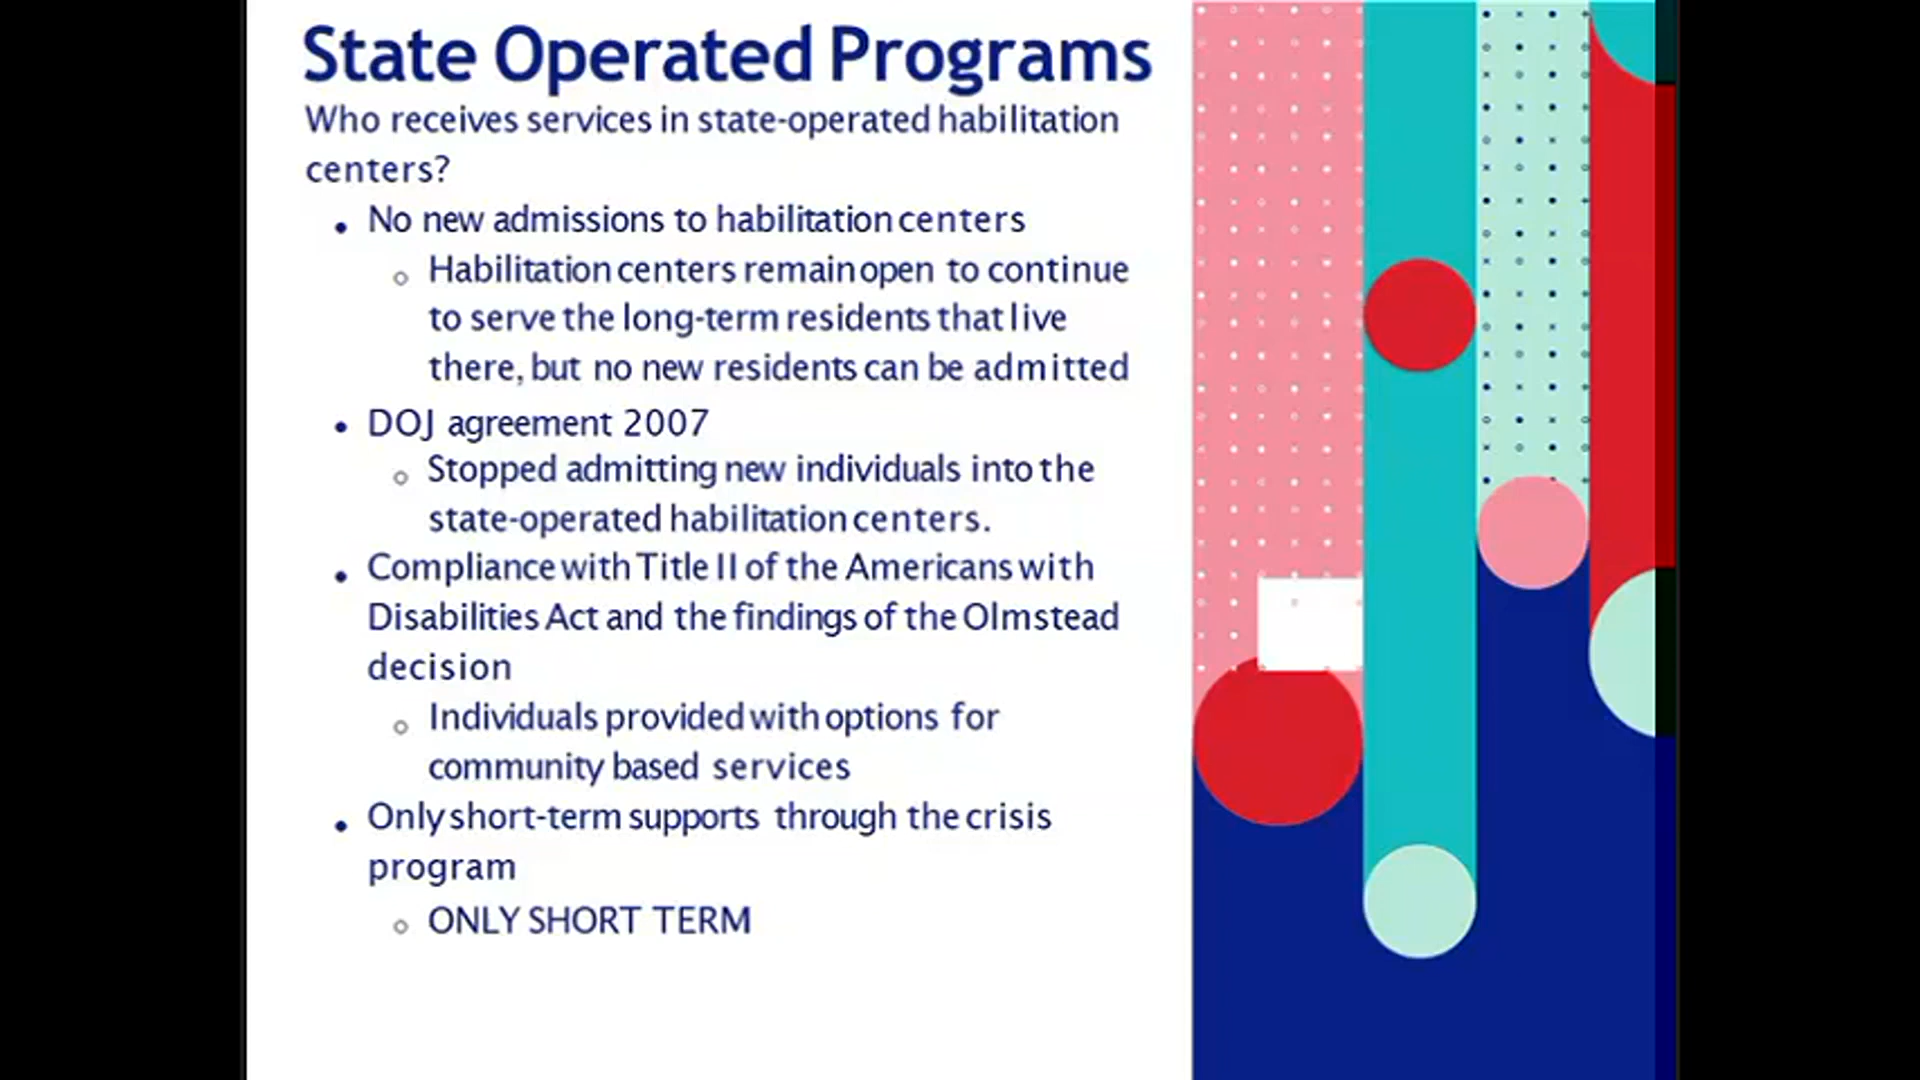 State Operated Programs
Who receives services in state-operated habilitation
centers?
• No new admissions to habilitation centers
○ Habilitation centers remain open to continue
to serve the long-term residents that live
there, but no new residents can be admitted
• DOJ agreement 2007
○ Stopped admitting new individuals into the
state-operated habilitation centers.
• Compliance with Title II of the Americans with
Disabilities Act and the findings of the Olmstead
decision
○ Individuals provided with options for
community based services
• Only short-term supports through the crisis
program
○ ONLY SHORT TERM